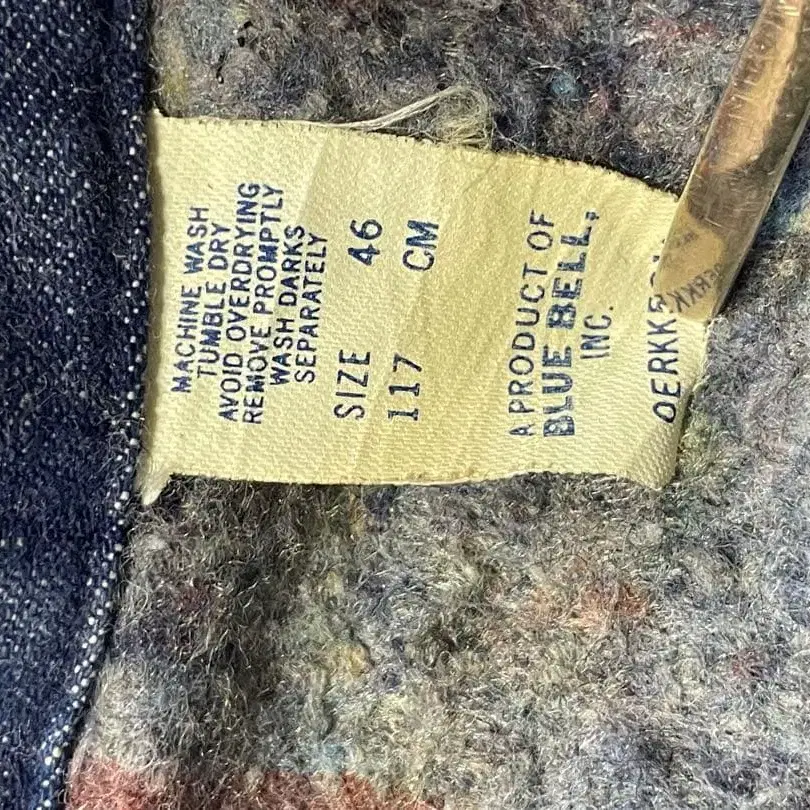 MACHINE WASH
TUMBLE DRY
AVOID OVERDRYING
REMOVE PROMPTLY
WASH DARKS
SEPARATELY
SIZE 46
117 CM
A PRODUCT OF
BLUE BELL,
INC.